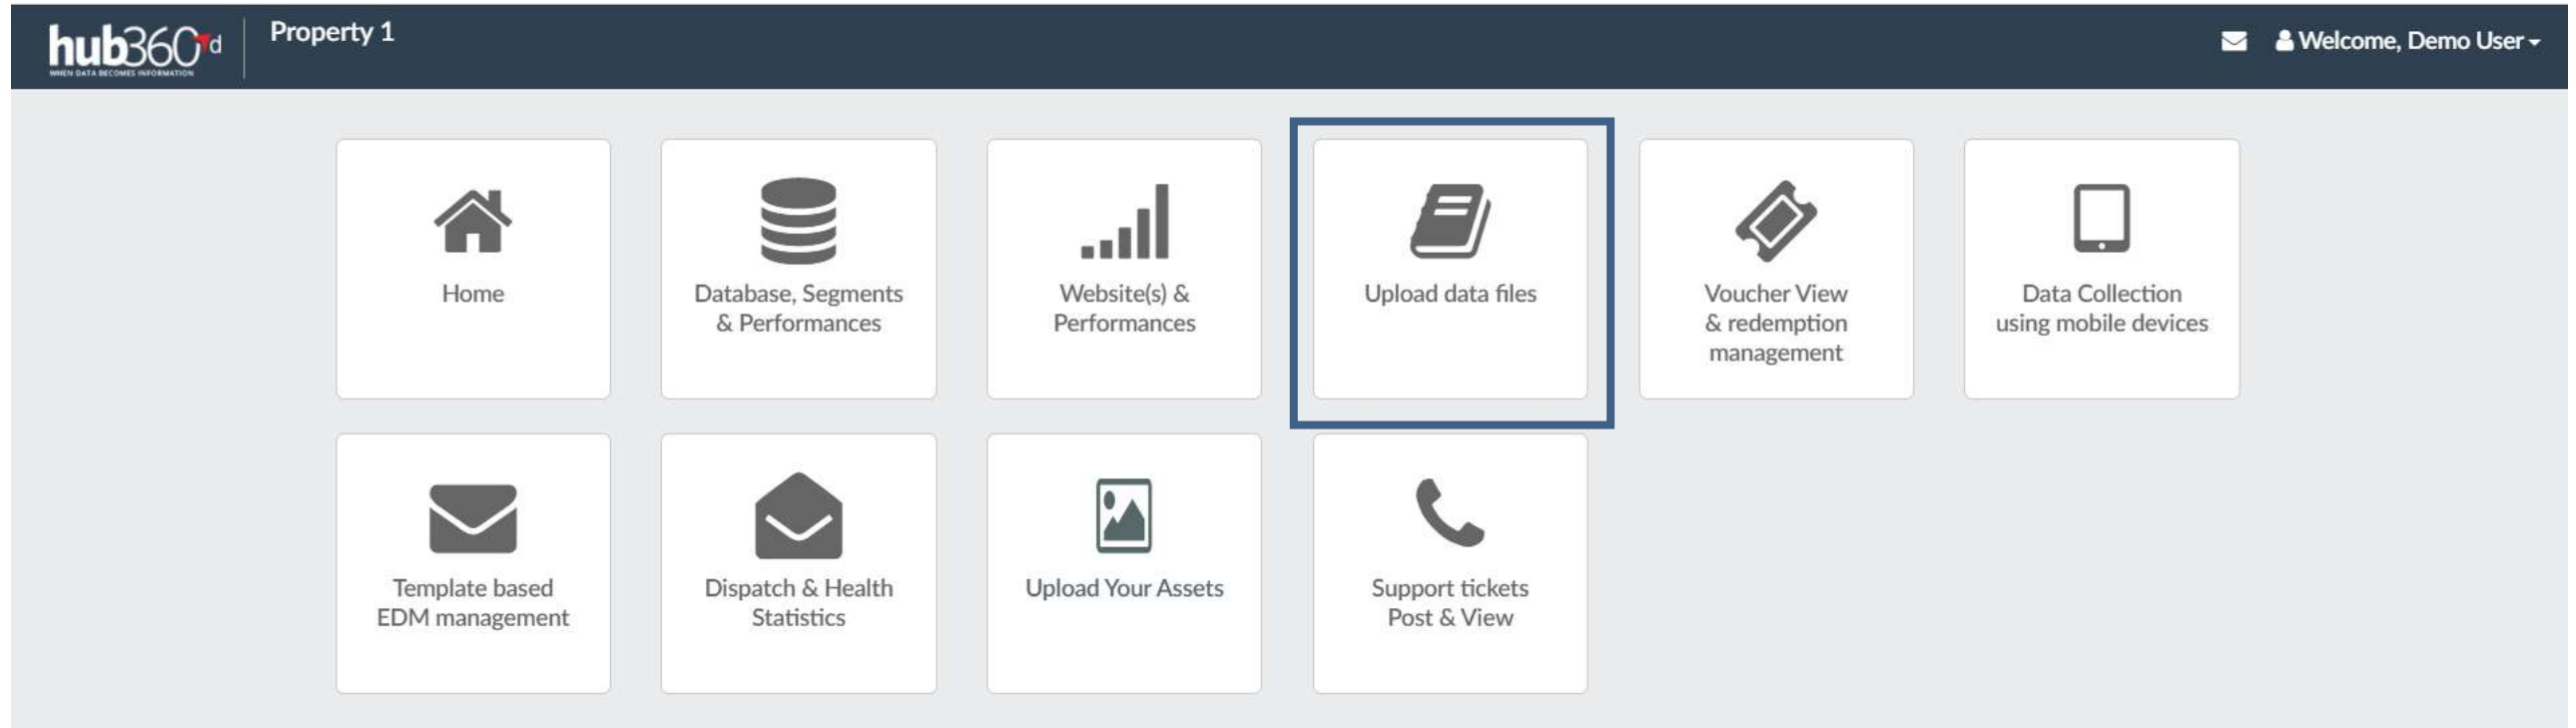 hub360d
WHEN DATA BECOMES INFORMATION
Property 1
Welcome, Demo User
Home
Database, Segments
& Performances
Website(s) &
Performances
Upload data files
Voucher View
& redemption
management
Data Collection
using mobile devices
Template based
EDM management
Dispatch & Health
Statistics
Upload Your Assets
Support tickets
Post & View